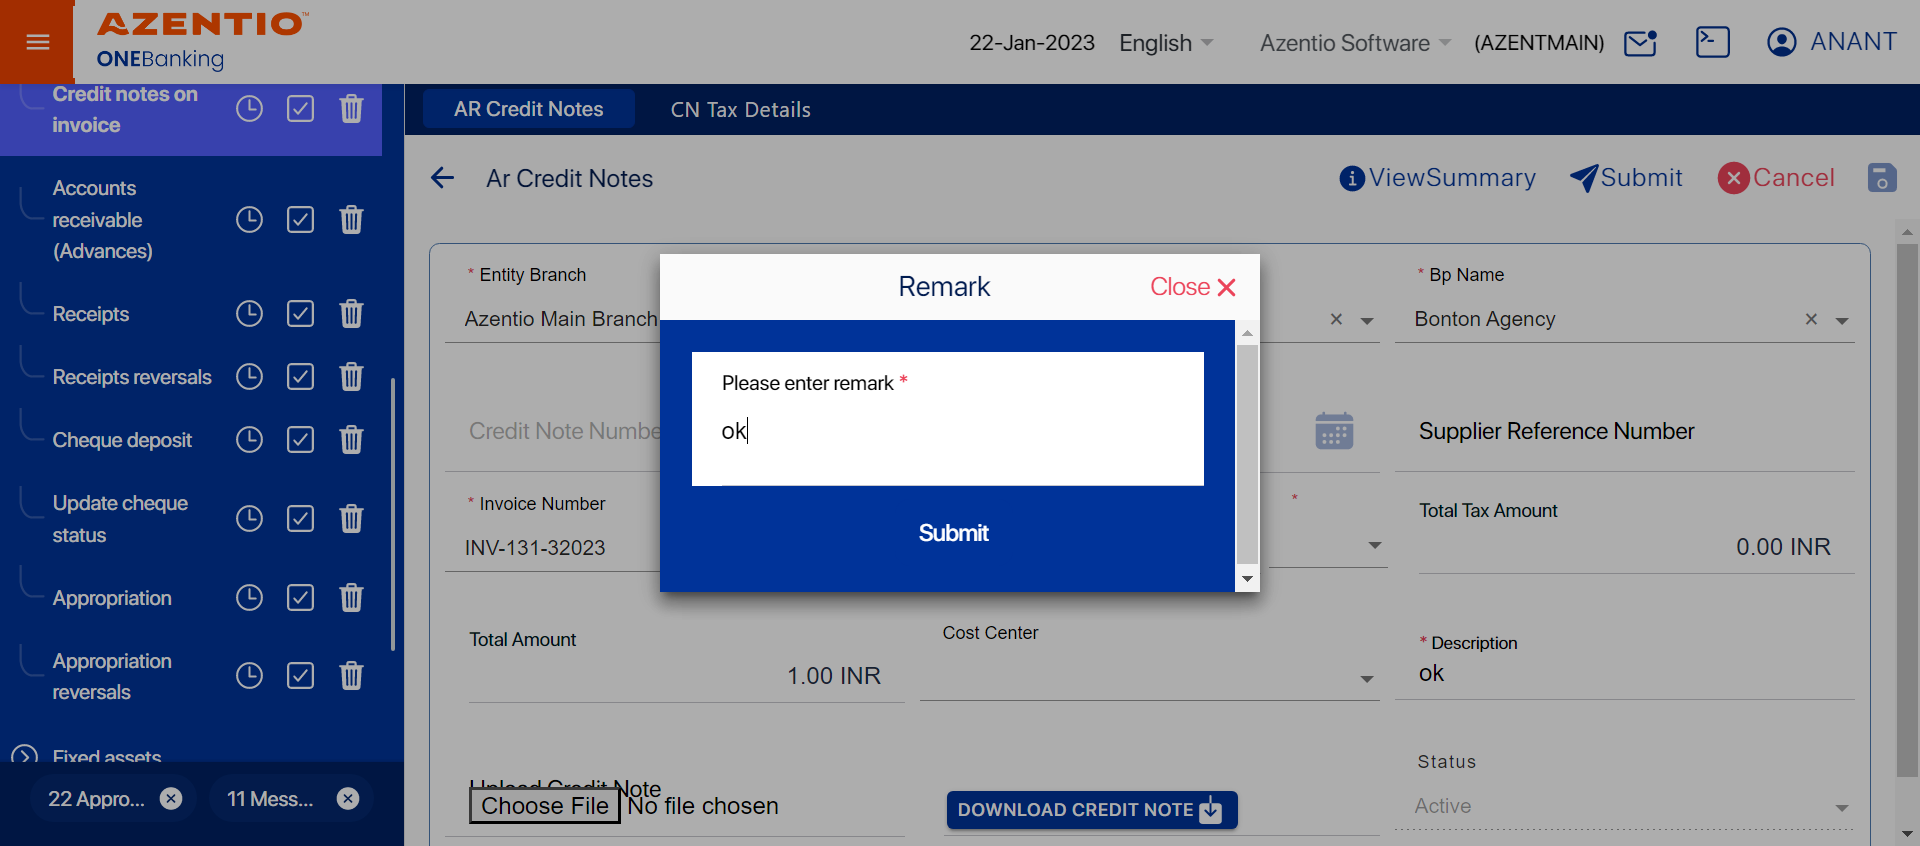 AZENTIO™
ONEBanking
22-Jan-2023
English
Azentio Software
(AZENTMAIN)
ANANT
Credit notes on
invoice
Accounts
receivable
(Advances)
Receipts
Receipts reversals
Cheque deposit
Update cheque
status
Appropriation
Appropriation
reversals
Fixed assets
22 Appro...
11 Mess...
AR Credit Notes
CN Tax Details
Ar Credit Notes
ViewSummary
Submit
Cancel
* Entity Branch
Azentio Main Branch
* Bp Name
Bonton Agency
Remark
Close
Please enter remark *
ok
Submit
Credit Note Numbe
Supplier Reference Number
* Invoice Number
INV-131-32023
*
Total Tax Amount
0.00 INR
Total Amount
1.00 INR
Cost Center
* Description
ok
Upload Credit Note
Choose File No file chosen
DOWNLOAD CREDIT NOTE
Status
Active